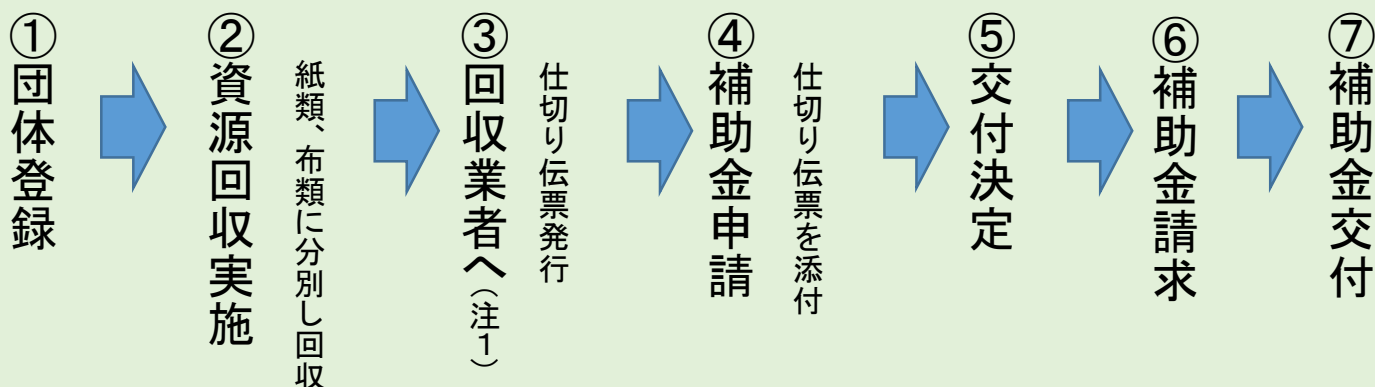 ①団体登録
②資源回収実施
紙類、布類に分別し回収
③回収業者へ(注1)
仕切り伝票発行
④補助金申請
仕切り伝票を添付
⑤交付決定
⑥補助金請求
⑦補助金交付